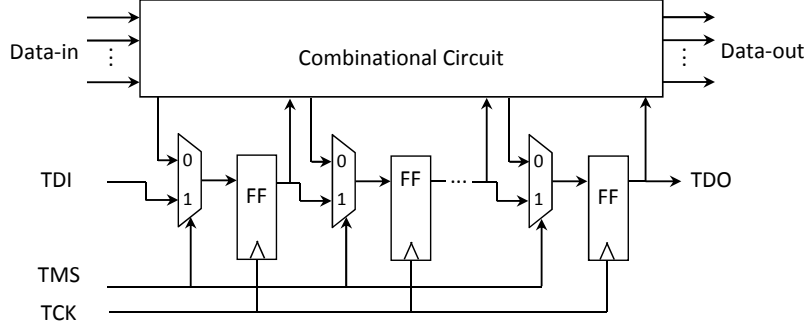 Data-in
⋮
Combinational Circuit
⋮
Data-out
TDI
0
1
FF
0
1
FF
...
0
1
FF
TDO
TMS
TCK